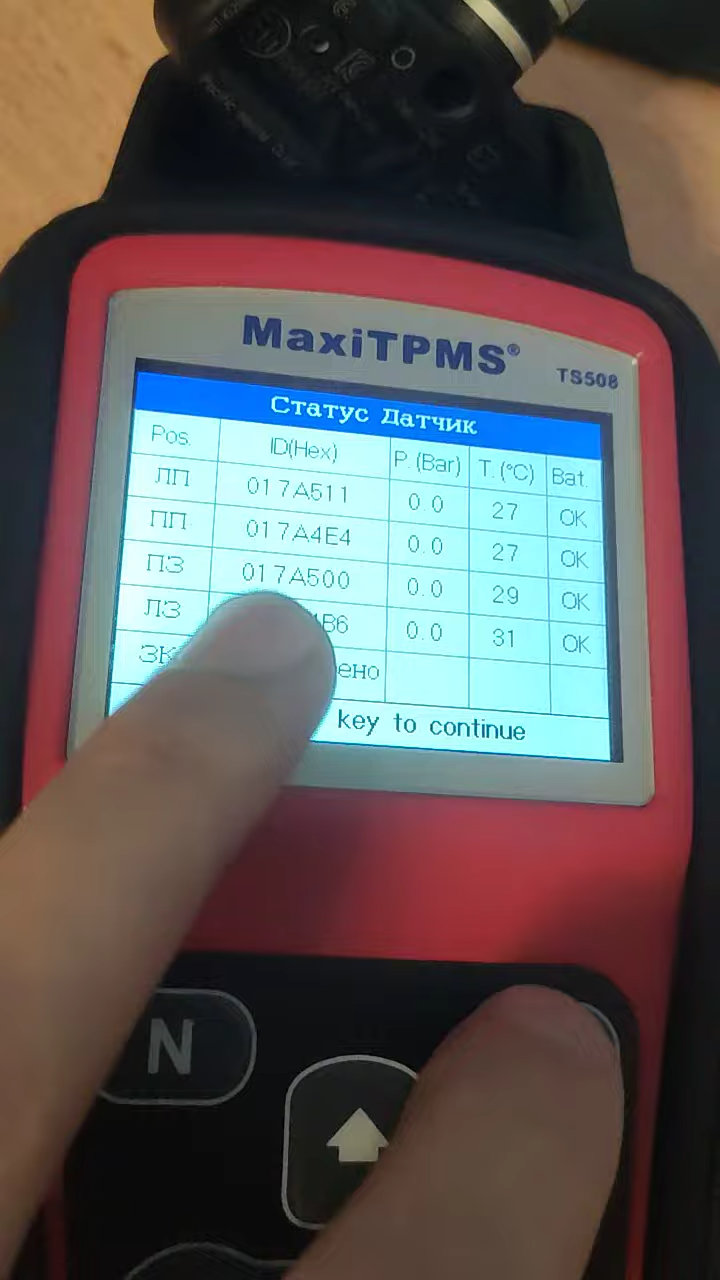 MaxiTPMS®
TS508
Статус Датчик
Pos. ID(Hex) P.(Bar) T.(°C) Bat.
ЛП 017A511 0.0 27 OK
ПП 017A4E4 0.0 27 OK
ПЗ 017A500 0.0 29 OK
ЛЗ B6 0.0 31 OK
ено
key to continue
N